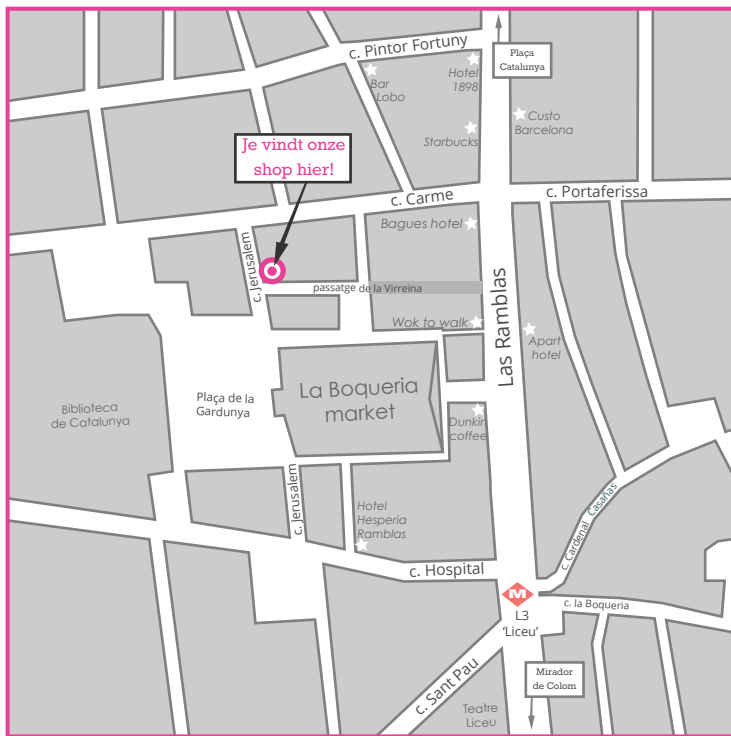 c. Pintor Fortuny
Plaça
Catalunya
Hotel
1898
Bar
Lobo
Custo
Barcelona
Starbucks
Je vindt onze
shop hier!
c. Carme
c. Portaferissa
Bagues hotel
c. Jerusalem
passatge de la Virreina
Las Ramblas
Wok to walk
Apart
hotel
La Boqueria
market
Plaça de la
Gardunya
Biblioteca
de Catalunya
Dunkin
coffee
c. Jerusalem
c. Cardenal Casañas
Hotel
Hesperia
Ramblas
c. Hospital
M
L3
'Liceu'
c. la Boqueria
c. Sant Pau
Mirador
de Colom
Teatre
Liceu